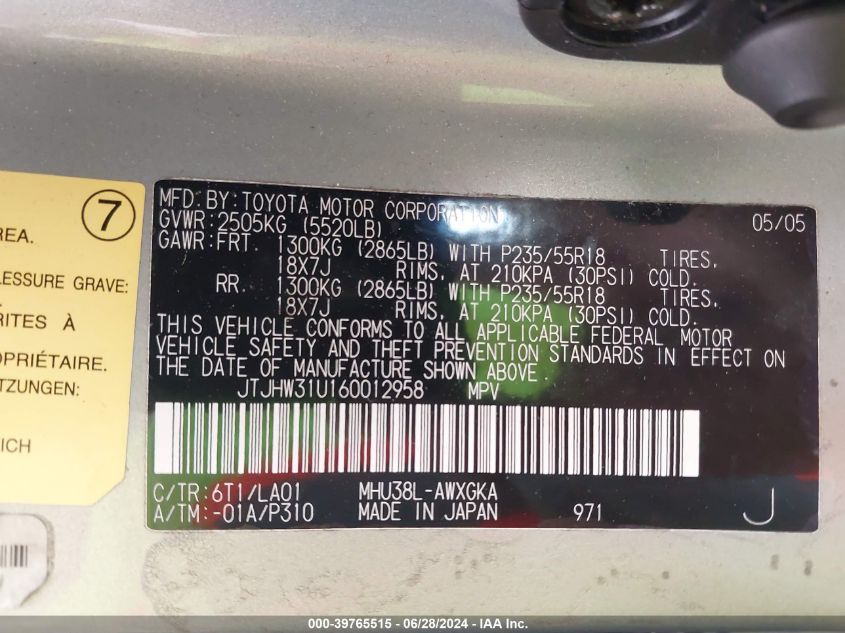 7
REA.
LESSURE GRAVE:
RITES À
OPRIÉTAIRE.
TZUNGEN:
ICH
MFD. BY: TOYOTA MOTOR CORPORATION 05/05
GVWR: 2505KG (5520LB)
GAWR: FRT. 1300KG (2865LB) WITH P235/55R18 TIRES,
18X7J RIMS, AT 210KPA (30PSI) COLD.
RR. 1300KG (2865LB) WITH P235/55R18 TIRES,
18X7J RIMS, AT 210KPA (30PSI) COLD.
THIS VEHICLE CONFORMS TO ALL APPLICABLE FEDERAL MOTOR
VEHICLE SAFETY AND THEFT PREVENTION STANDARDS IN EFFECT ON
THE DATE OF MANUFACTURE SHOWN ABOVE.
JTJHW31U160012958 MPV
C/TR: 6T1/LA01 MHU38L-AWXGKA
A/TM: -01A/P310 MADE IN JAPAN 971 J
000-39765515 - 06/28/2024 - IAA Inc.